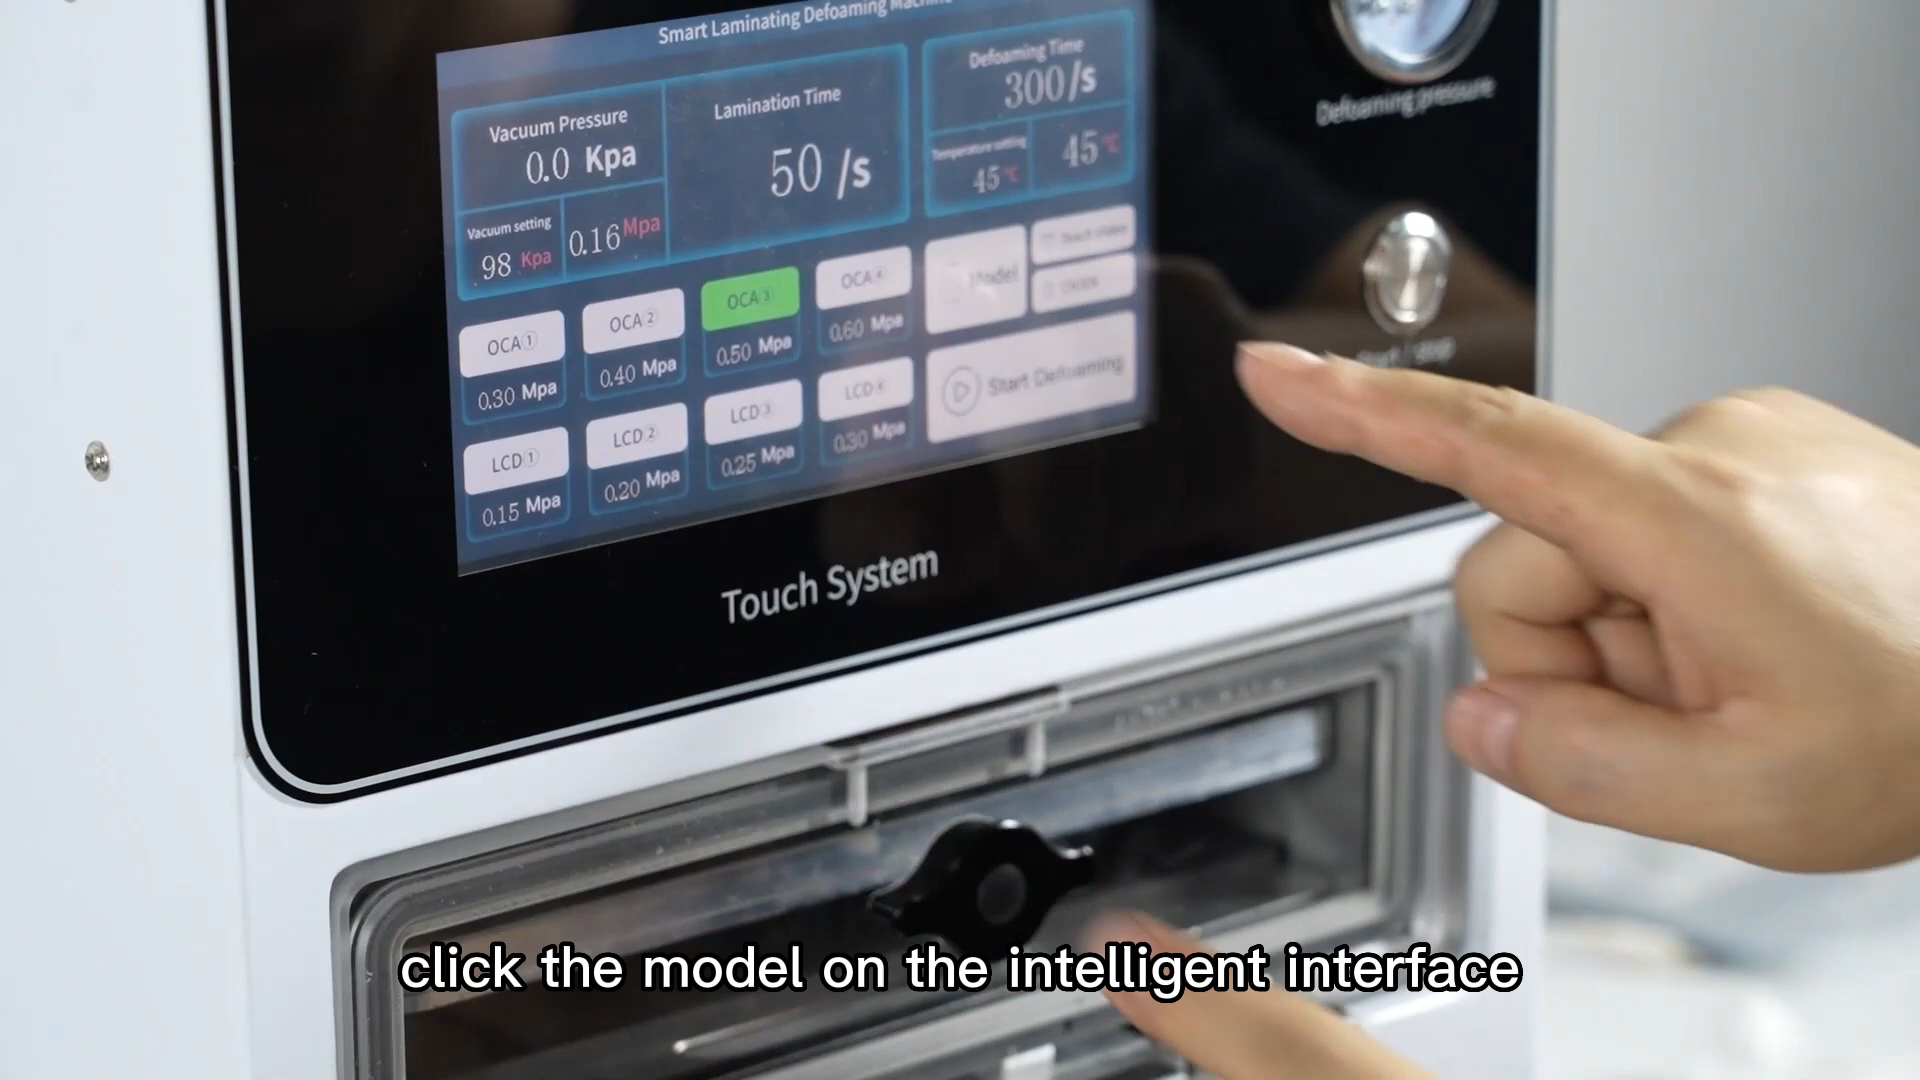 Smart Laminating Defoaming Machine
Vacuum Pressure
0.0 Kpa
Vacuum setting
98 Kpa
0.16 Mpa
Lamination Time
50 /s
Defoaming Time
300/s
Temperature setting
45 ℃
45 ℃
OCA①
0.30 Mpa
OCA②
0.40 Mpa
OCA③
0.50 Mpa
OCA④
0.60 Mpa
LCD①
0.15 Mpa
LCD②
0.20 Mpa
LCD③
0.25 Mpa
LCD④
0.30 Mpa
Model
Start Defoaming
Defoaming pressure
Start / stop
Touch System
click the model on the intelligent interface